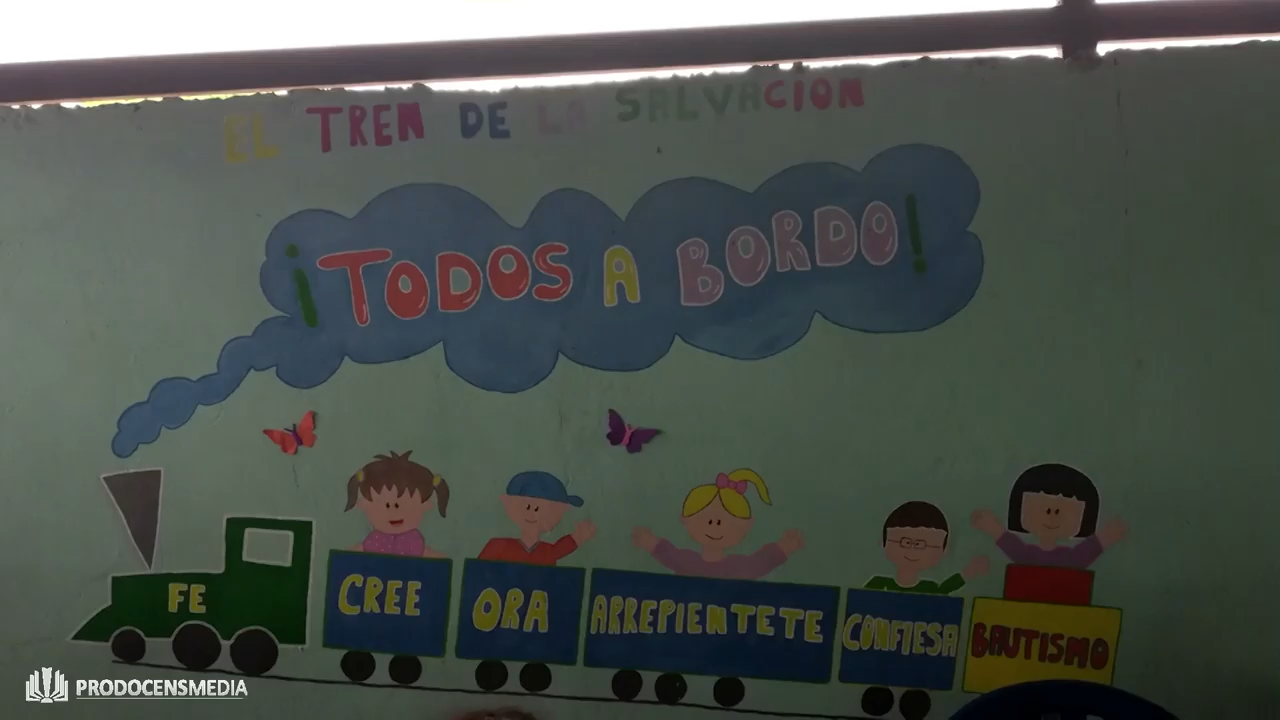 EL TREN DE LA SALVACION
¡TODOS A BORDO!
FE CREE ORA ARREPIENTETE CONFIESA BAUTISMO
PRODOCENSMEDIA